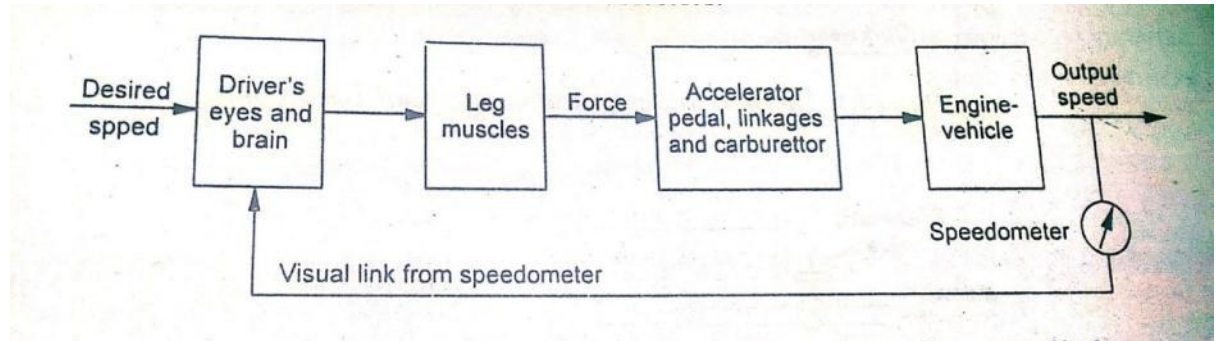 Desired
spped
Driver's
eyes and
brain
Leg
muscles
Force
Accelerator
pedal, linkages
and carburettor
Engine-
vehicle
Output
speed
Speedometer
Visual link from speedometer